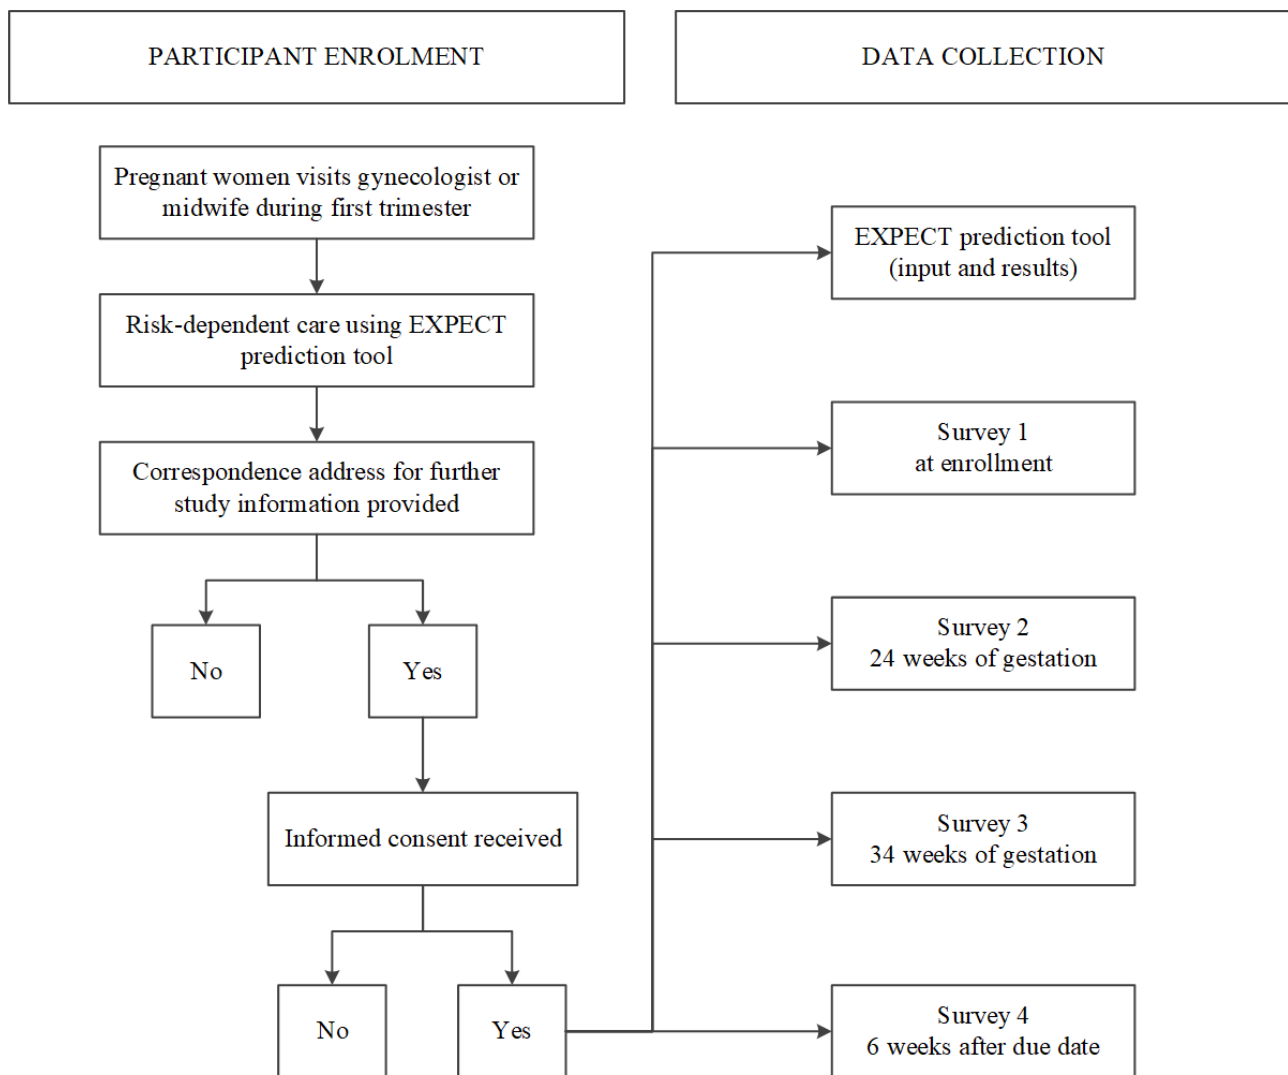 PARTICIPANT ENROLMENT
DATA COLLECTION
Pregnant women visits gynecologist or
midwife during first trimester
Risk-dependent care using EXPECT
prediction tool
Correspondence address for further
study information provided
No
Yes
Informed consent received
No
Yes
EXPECT prediction tool
(input and results)
Survey 1
at enrollment
Survey 2
24 weeks of gestation
Survey 3
34 weeks of gestation
Survey 4
6 weeks after due date